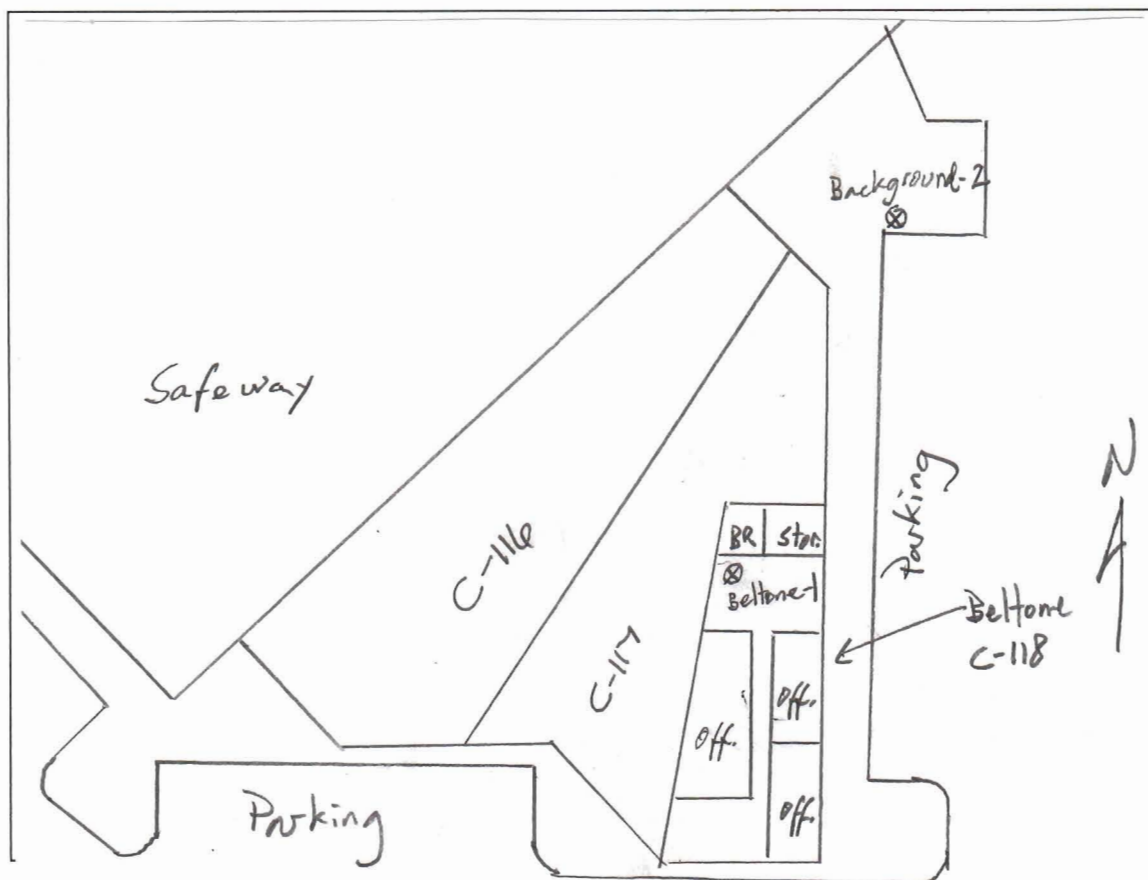 Background-2
Safeway
N
Parking
C-116
BR
Stor.
Beltone-1
Beltone
C-118
C-117
Off.
Off.
Off.
Parking